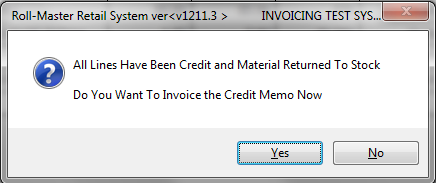 Roll-Master Retail System ver<v1211.3 > INVOICING TEST SYS...
All Lines Have Been Credit and Material Returned To Stock
Do You Want To Invoice the Credit Memo Now
Yes No